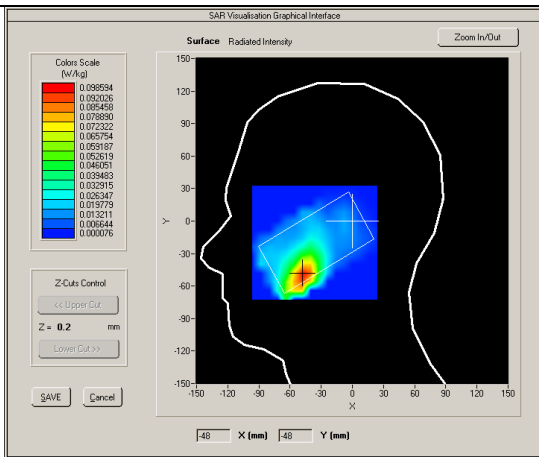 SAR Visualisation Graphical Interface
Surface Radiated Intensity
Zoom In/Out
Colors Scale
(W/kg)
0.098594
0.092026
0.085458
0.078890
0.072322
0.065754
0.059187
0.052619
0.046051
0.039483
0.032915
0.026347
0.019779
0.013211
0.006644
0.000076
Z-Cuts Control
<< Upper Cut
Z = 0.2 mm
Lower Cut >>
SAVE Cancel
150-
120-
90-
60-
30-
Y 0-
-30-
-60-
-90-
-120-
-150-
-150 -120 -90 -60 -30 0 30 60 90 120 150
X
-48 X (mm) -48 Y (mm)